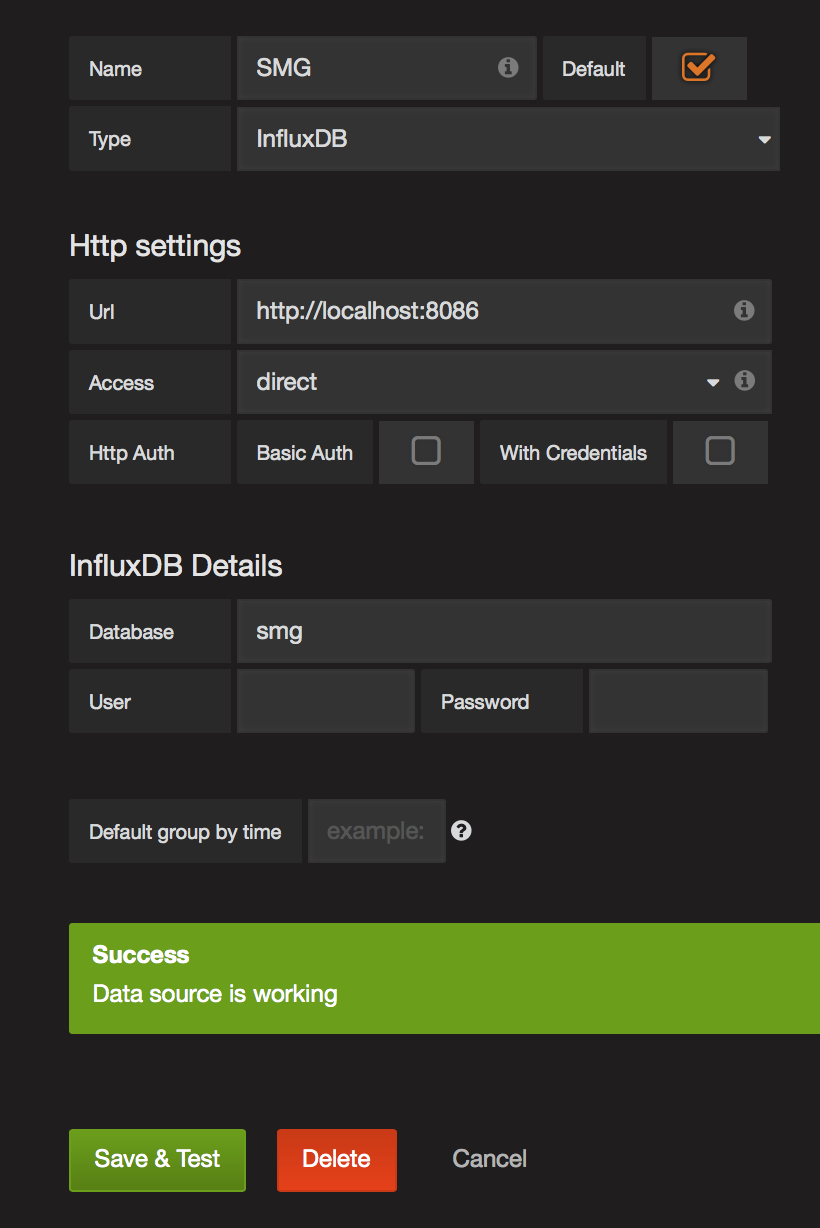 Name SMG Default
Type InfluxDB
Http settings
Url http://localhost:8086
Access direct
Http Auth Basic Auth With Credentials
InfluxDB Details
Database smg
User Password
Default group by time example:
Success
Data source is working
Save & Test Delete Cancel